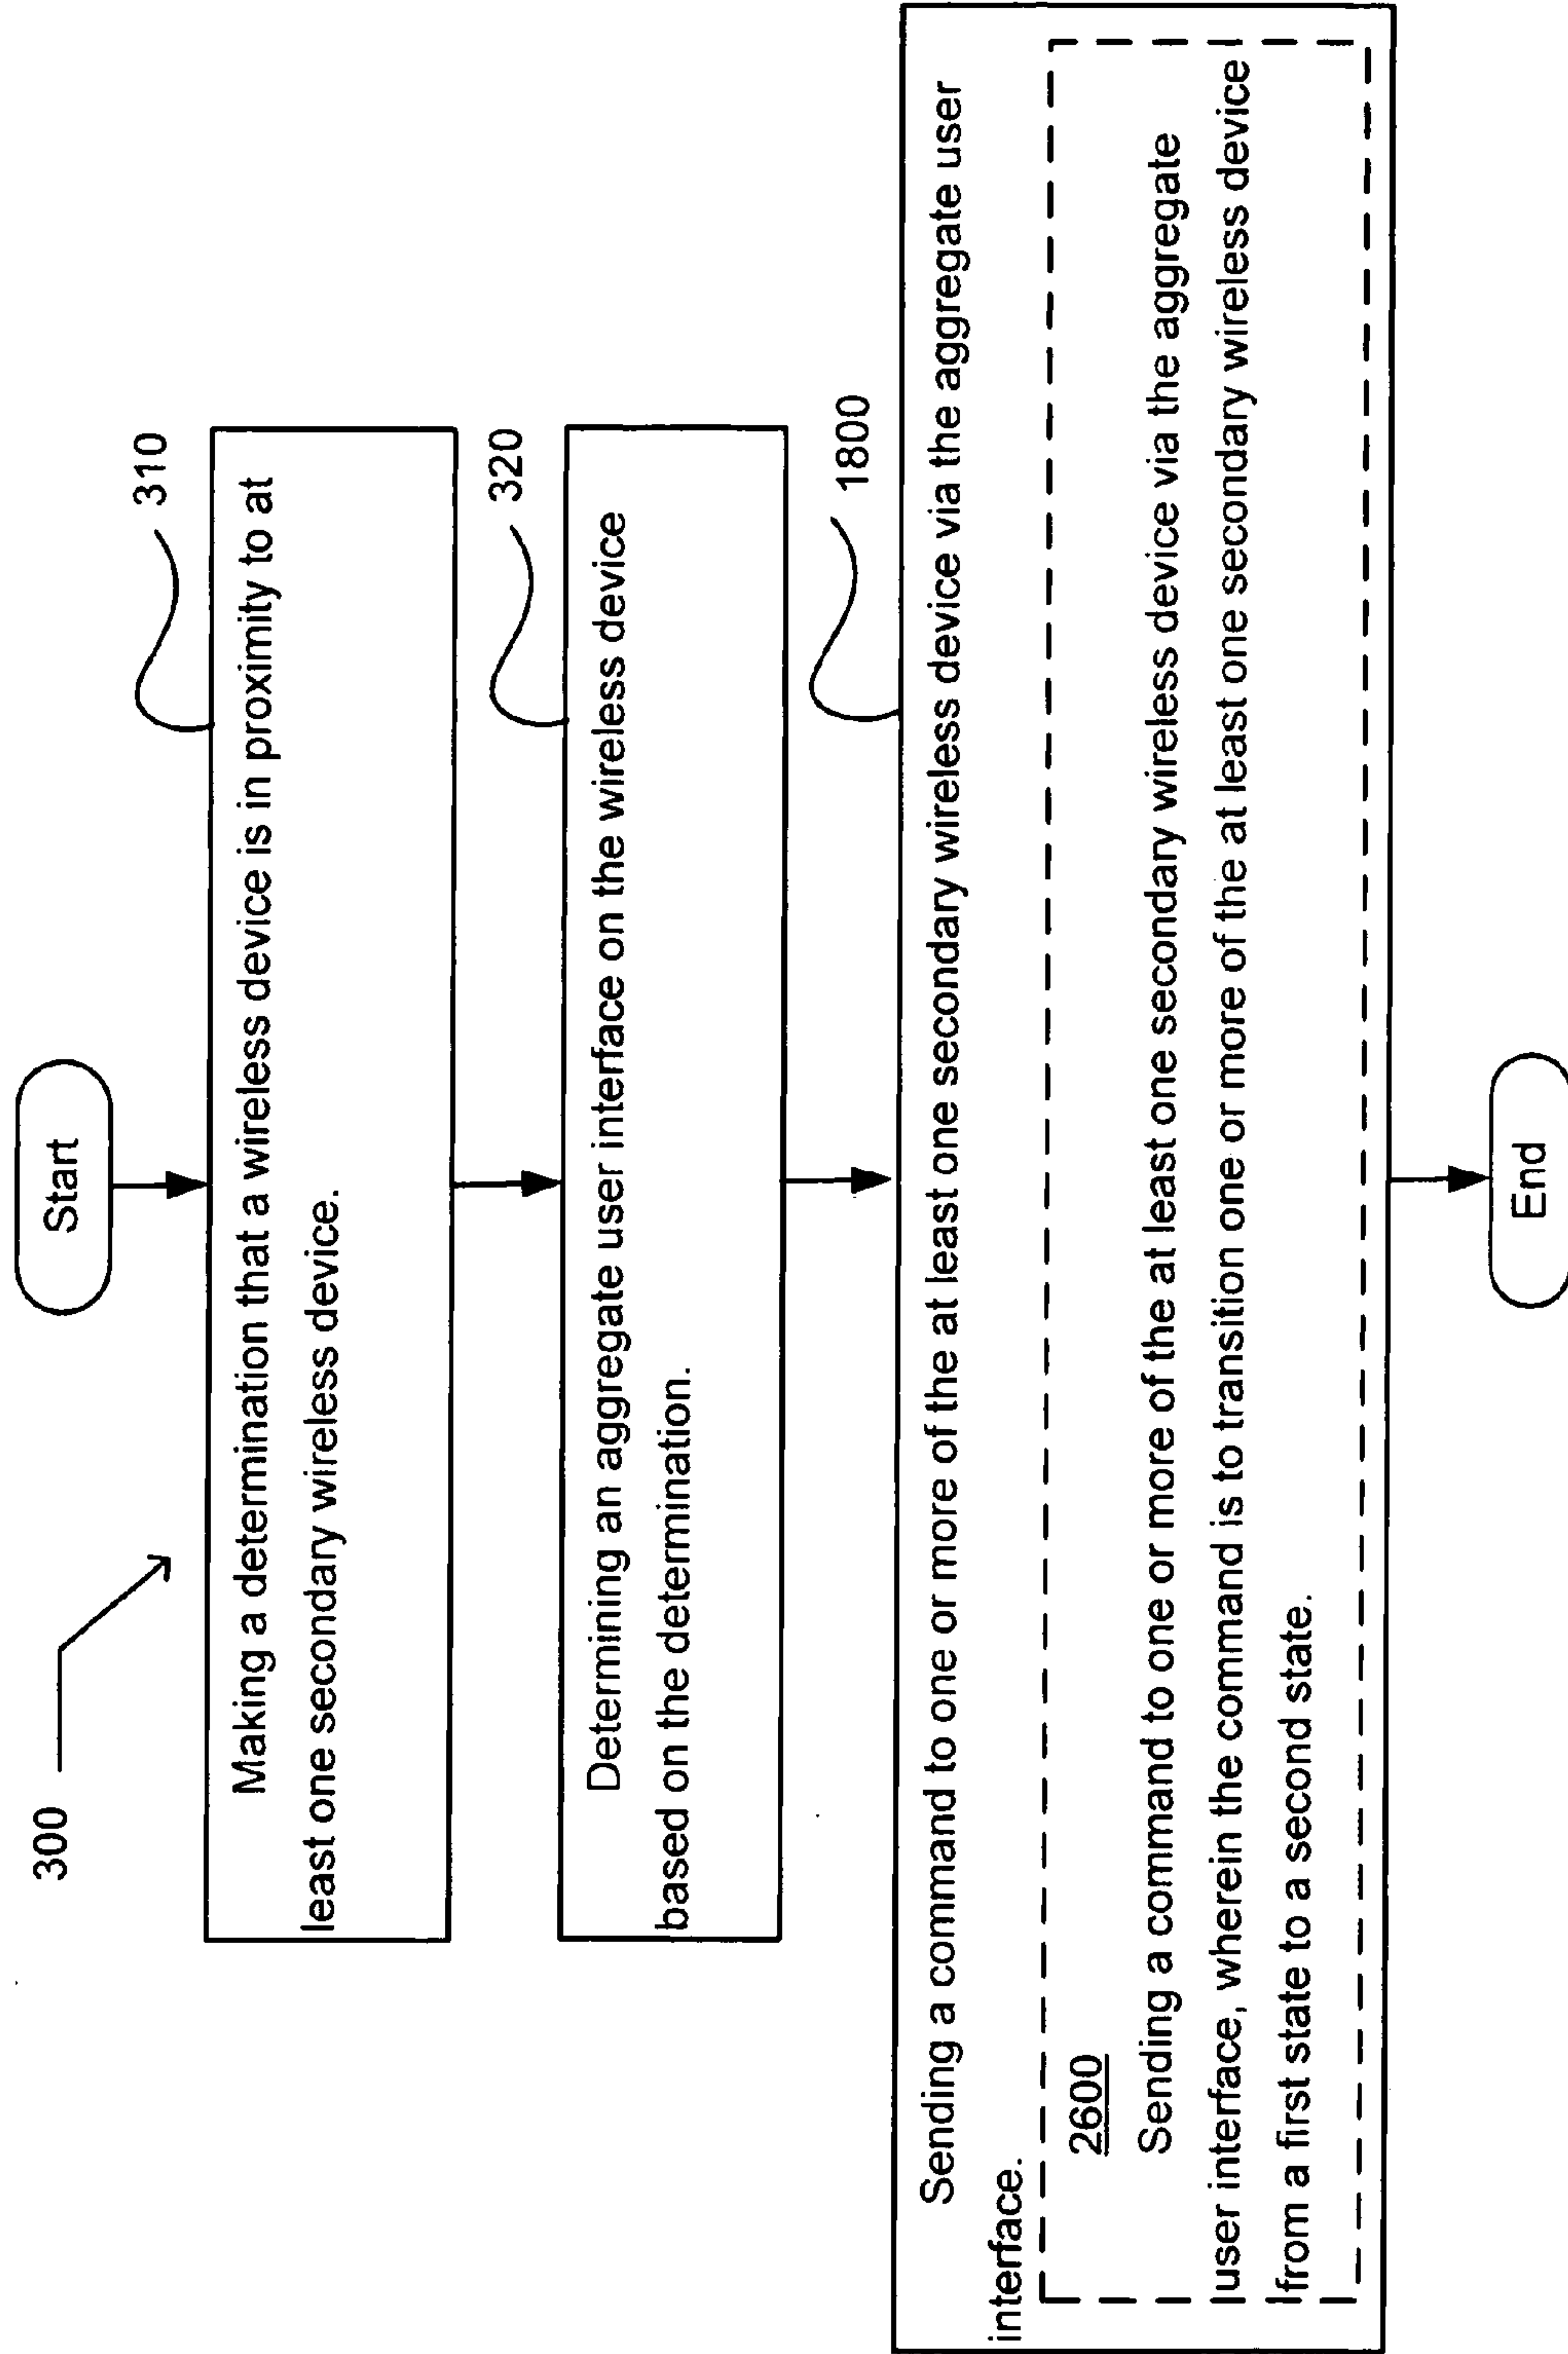 300
Start
310
Making a determination that a wireless device is in proximity to at
least one secondary wireless device.
320
Determining an aggregate user interface on the wireless device
based on the determination.
1800
Sending a command to one or more of the at least one secondary wireless device via the aggregate user
interface.
2600
Sending a command to one or more of the at least one secondary wireless device via the aggregate
user interface, wherein the command is to transition one or more of the at least one secondary wireless device
from a first state to a second state.
End